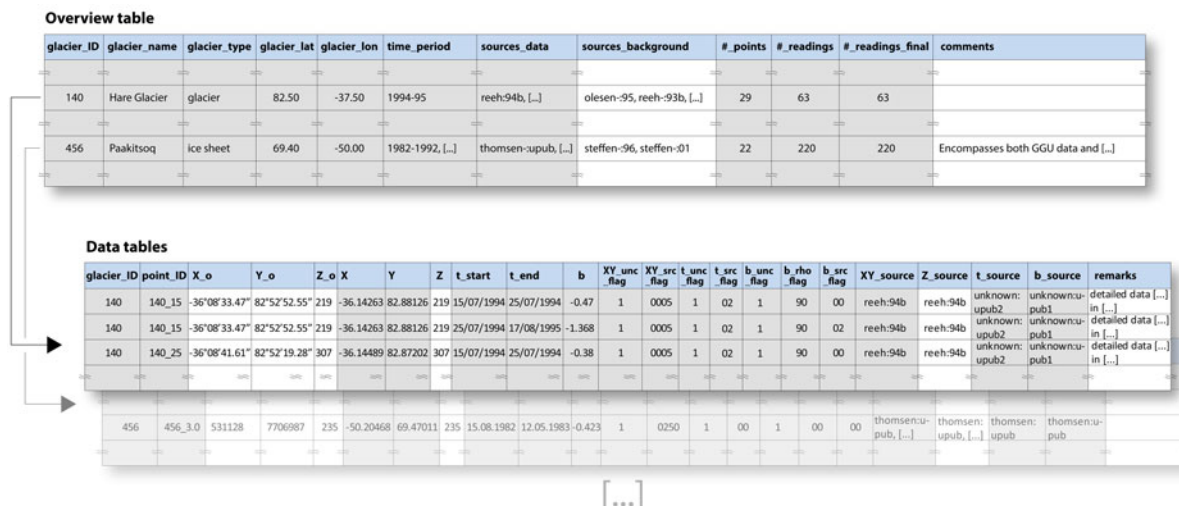 Overview table
glacier_ID glacier_name glacier_type glacier_lat glacier_lon time_period sources_data sources_background #_points #_readings #_readings_final comments
140 Hare Glacier glacier 82.50 -37.50 1994-95 reeh:94b, [...] olesen-:95, reeh-:93b, [...] 29 63 63
456 Paakitsoq ice sheet 69.40 -50.00 1982-1992, [...] thomsen-:upub, [...] steffen-:96, steffen-:01 22 220 220 Encompasses both GGU data and [...]
Data tables
glacier_ID point_ID X_o Y_o Z_o X Y Z t_start t_end b XY_unc_flag XY_src_flag t_unc_flag t_src_flag b_unc_flag b_rho_flag b_src_flag XY_source Z_source t_source b_source remarks
140 140_15 -36°08'33.47" 82°52'52.55" 219 -36.14263 82.88126 219 15/07/1994 25/07/1994 -0.47 1 0005 1 02 1 90 00 reeh:94b reeh:94b unknown:upub2 unknown:u-pub1 detailed data [...] in [...]
140 140_15 -36°08'33.47" 82°52'52.55" 219 -36.14263 82.88126 219 25/07/1994 17/08/1995 -1.368 1 0005 1 02 1 90 02 reeh:94b reeh:94b unknown:upub2 unknown:u-pub1 detailed data [...] in [...]
140 140_25 -36°08'41.61" 82°52'19.28" 307 -36.14489 82.87202 307 15/07/1994 25/07/1994 -0.38 1 0005 1 02 1 90 00 reeh:94b reeh:94b unknown:upub2 unknown:u-pub1 detailed data [...] in [...]
456 456_3.0 531128 7706987 235 -50.20468 69.47011 235 15.08.1982 12.05.1983 -0.423 1 0250 1 00 1 00 00 thomsen:u-pub, [...] thomsen:upub, [...] thomsen:upub thomsen:u-pub
[...]